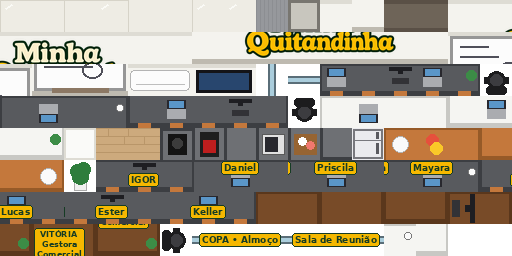 Minha
Quitandinha
Daniel
Priscila
Mayara
IGOR
Lucas
Ester
Keller
VITÓRIA
Gestora
Comercial
COPA • Almoço
Sala de Reunião